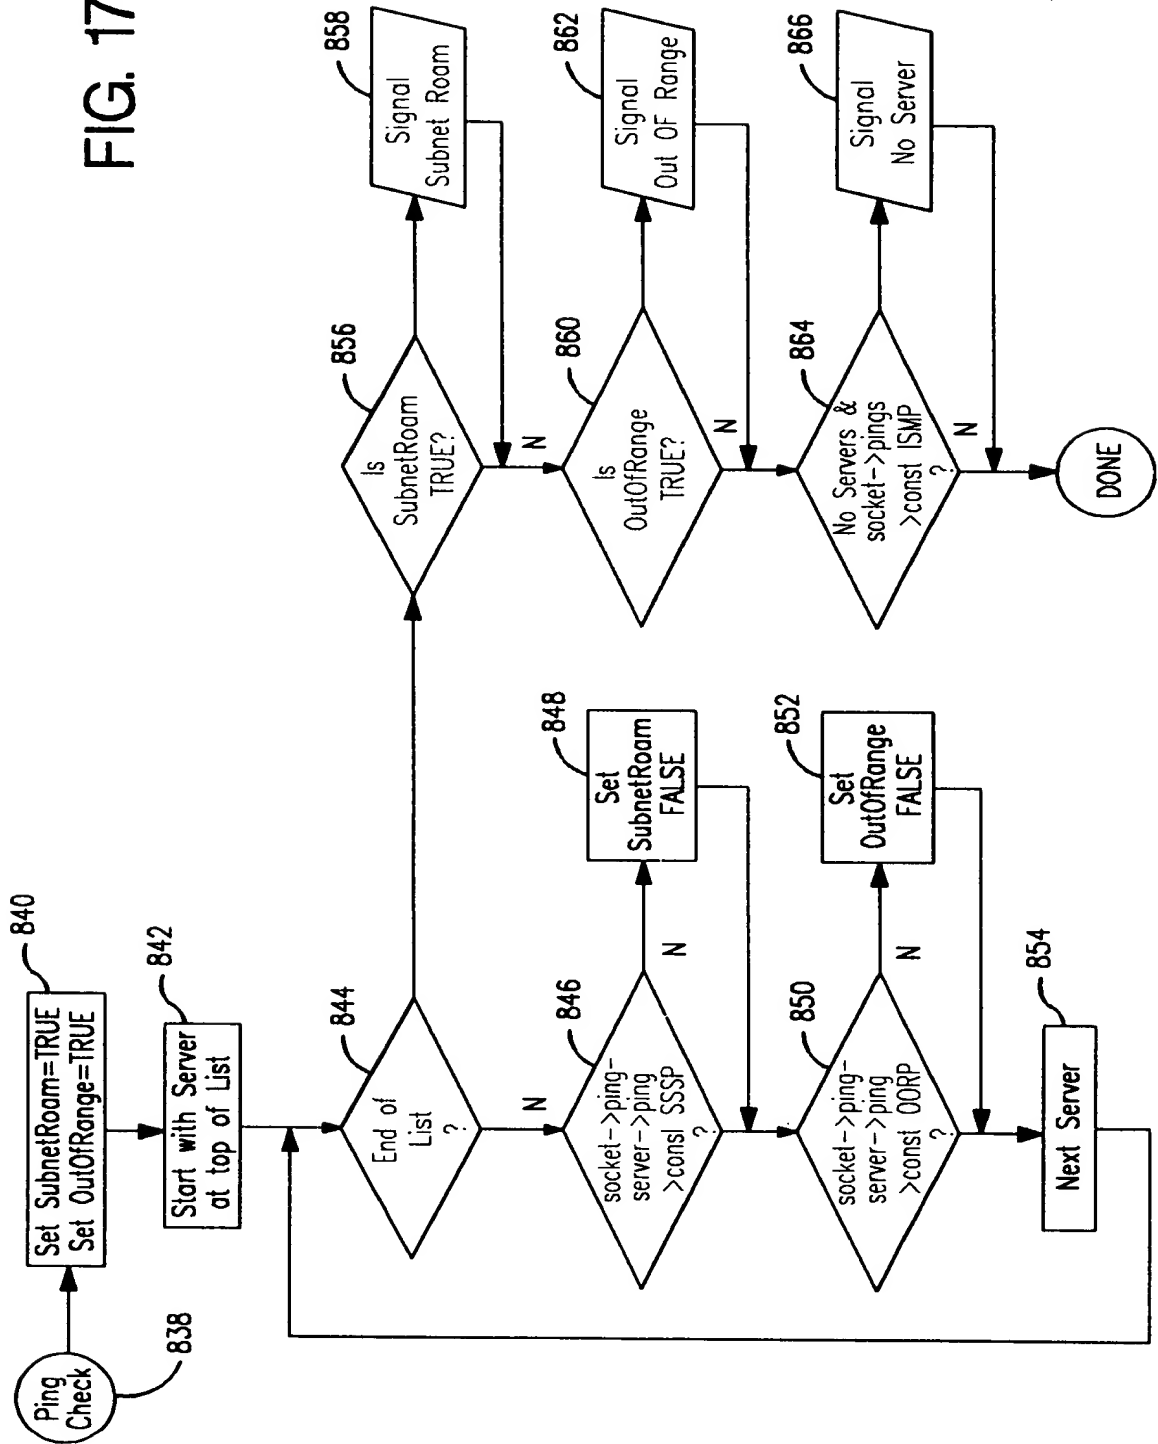 FIG. 17
Ping
Check
838
Set SubnetRoam=TRUE
Set OutOfRange=TRUE
840
Start with Server
at top of List
842
End of
List
?
844
N
socket->ping-
server->ping
>const SSSP
?
846
N
Set
SubnetRoam
FALSE
848
socket->ping-
server->ping
>const OORP
?
850
N
Set
OutOfRange
FALSE
852
Next Server
854
Is
SubnetRoam
TRUE?
856
N
Signal
Subnet Roam
858
Is
OutOfRange
TRUE?
860
N
Signal
Out OF Range
862
No Servers &
socket->pings
>const ISMP
?
864
N
Signal
No Server
866
DONE